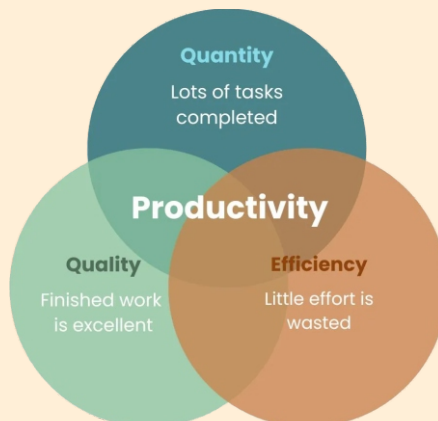 Quantity
Lots of tasks
completed
Productivity
Quality
Finished work
is excellent
Efficiency
Little effort is
wasted